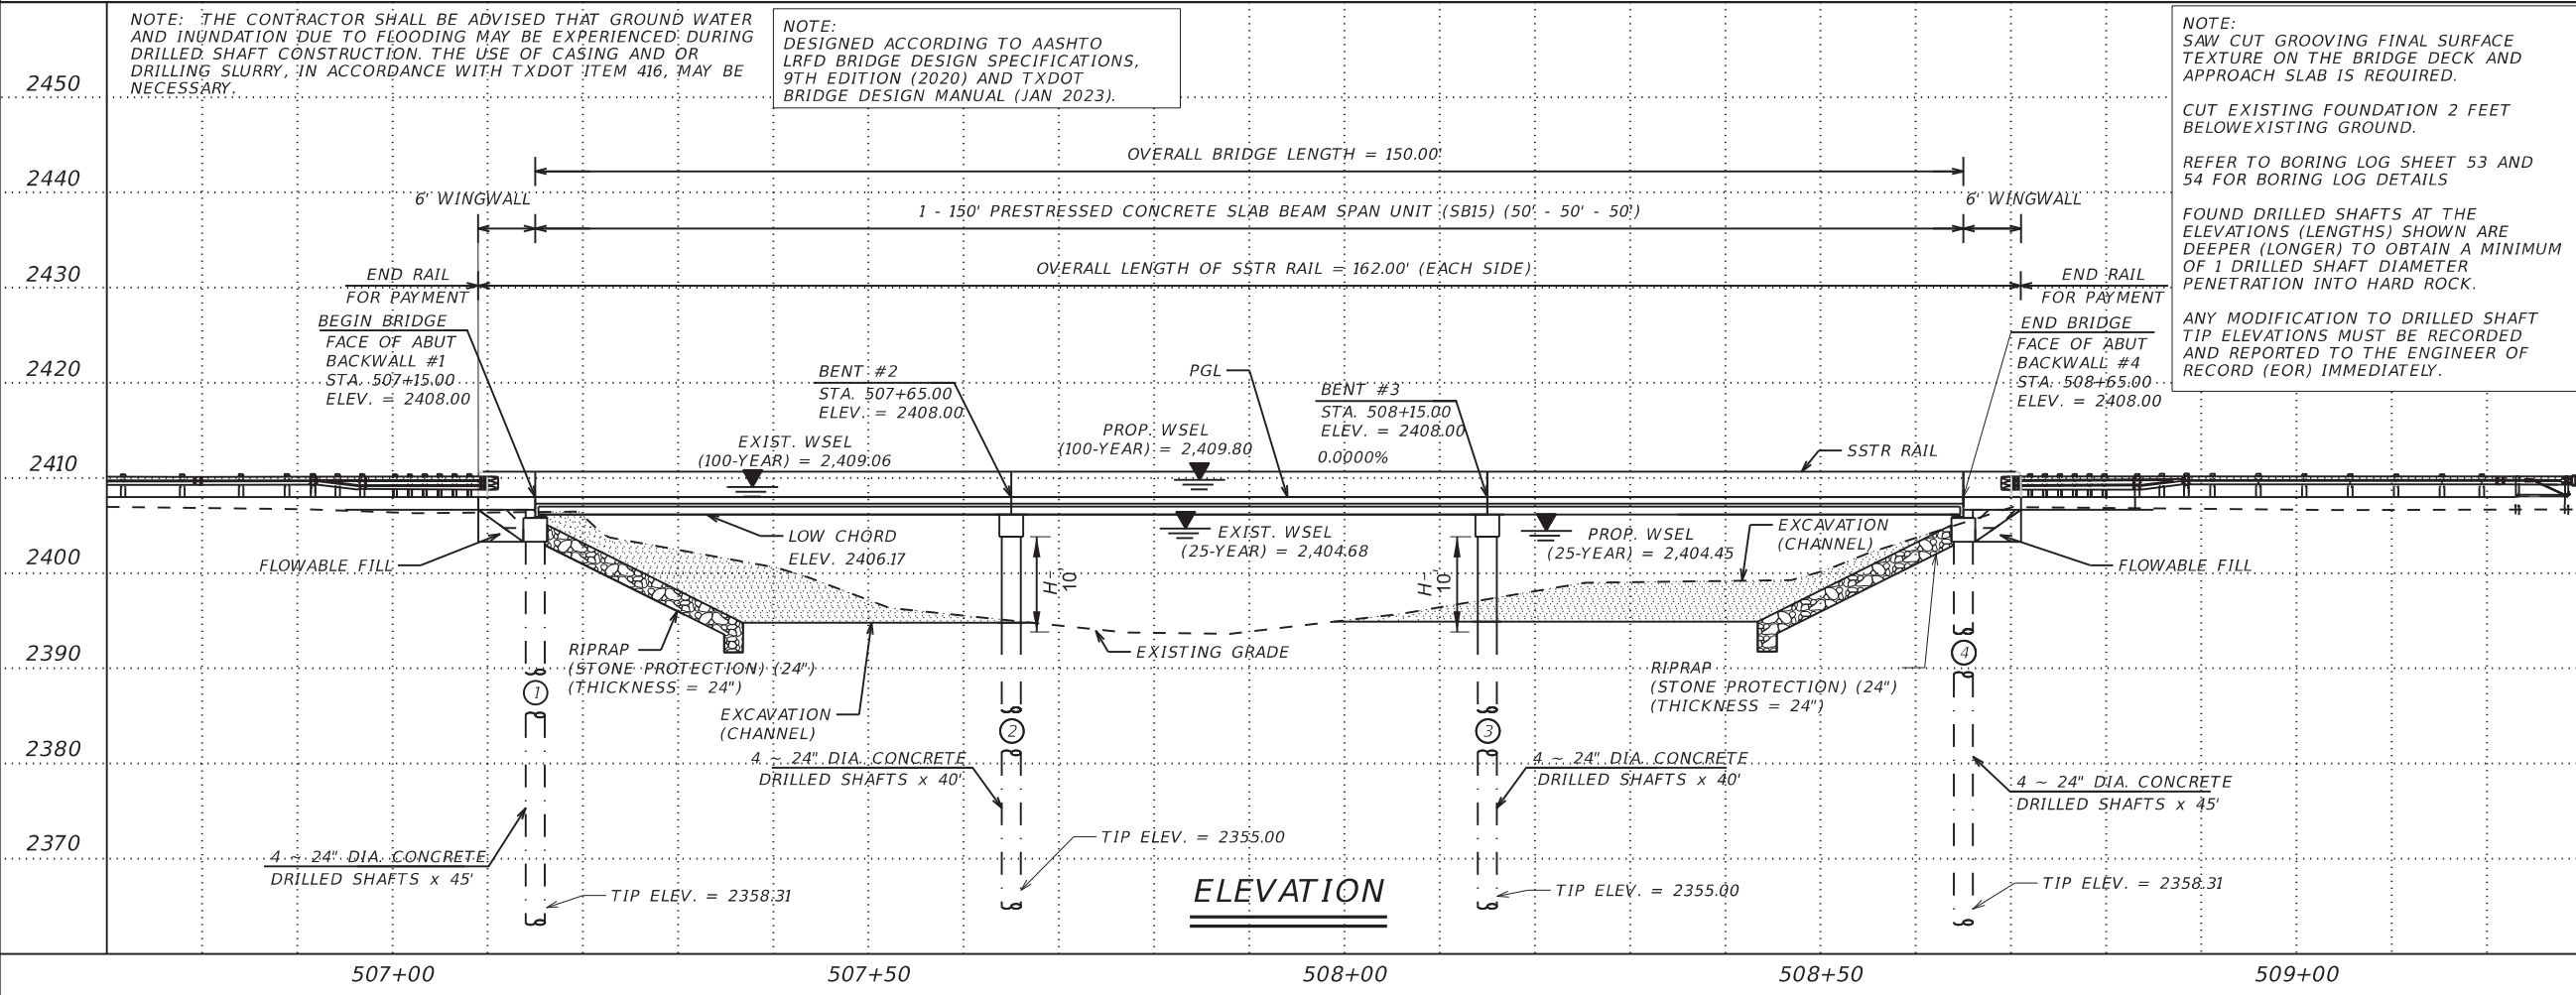 NOTE: THE CONTRACTOR SHALL BE ADVISED THAT GROUND WATER
AND INUNDATION DUE TO FLOODING MAY BE EXPERIENCED DURING
DRILLED SHAFT CONSTRUCTION. THE USE OF CASING AND OR
DRILLING SLURRY, IN ACCORDANCE WITH TXDOT ITEM 416, MAY BE
NECESSARY.
NOTE:
DESIGNED ACCORDING TO AASHTO
LRFD BRIDGE DESIGN SPECIFICATIONS,
9TH EDITION (2020) AND TXDOT
BRIDGE DESIGN MANUAL (JAN 2023).
NOTE:
SAW CUT GROOVING FINAL SURFACE
TEXTURE ON THE BRIDGE DECK AND
APPROACH SLAB IS REQUIRED.
CUT EXISTING FOUNDATION 2 FEET
BELOWEXISTING GROUND.
REFER TO BORING LOG SHEET 53 AND
54 FOR BORING LOG DETAILS
FOUND DRILLED SHAFTS AT THE
ELEVATIONS (LENGTHS) SHOWN ARE
DEEPER (LONGER) TO OBTAIN A MINIMUM
OF 1 DRILLED SHAFT DIAMETER
PENETRATION INTO HARD ROCK.
ANY MODIFICATION TO DRILLED SHAFT
TIP ELEVATIONS MUST BE RECORDED
AND REPORTED TO THE ENGINEER OF
RECORD (EOR) IMMEDIATELY.
2450
2440
2430
2420
2410
2400
2390
2380
2370
OVERALL BRIDGE LENGTH = 150.00'
6' WINGWALL
1 - 150' PRESTRESSED CONCRETE SLAB BEAM SPAN UNIT (SB15) (50' - 50' - 50')
6' WINGWALL
END RAIL
FOR PAYMENT
OVERALL LENGTH OF SSTR RAIL = 162.00' (EACH SIDE)
END RAIL
FOR PAYMENT
BEGIN BRIDGE
FACE OF ABUT
BACKWALL #1
STA. 507+15.00
ELEV. = 2408.00
BENT #2
STA. 507+65.00
ELEV. = 2408.00
PGL
BENT #3
STA. 508+15.00
ELEV. = 2408.00
0.0000%
END BRIDGE
FACE OF ABUT
BACKWALL #4
STA. 508+65.00
ELEV. = 2408.00
EXIST. WSEL
(100-YEAR) = 2,409.06
PROP. WSEL
(100-YEAR) = 2,409.80
SSTR RAIL
LOW CHORD
ELEV. 2406.17
EXIST. WSEL
(25-YEAR) = 2,404.68
PROP. WSEL
(25-YEAR) = 2,404.45
EXCAVATION
(CHANNEL)
FLOWABLE FILL
FLOWABLE FILL
H~
10'
H~
10'
RIPRAP
(STONE PROTECTION) (24")
(THICKNESS = 24")
EXISTING GRADE
RIPRAP
(STONE PROTECTION) (24")
(THICKNESS = 24")
EXCAVATION
(CHANNEL)
1
2
3
4
4 ~ 24" DIA. CONCRETE
DRILLED SHAFTS x 40'
4 ~ 24" DIA. CONCRETE
DRILLED SHAFTS x 40'
4 ~ 24" DIA. CONCRETE
DRILLED SHAFTS x 45'
4 ~ 24" DIA. CONCRETE
DRILLED SHAFTS x 45'
TIP ELEV. = 2358.31
TIP ELEV. = 2355.00
TIP ELEV. = 2355.00
TIP ELEV. = 2358.31
ELEVATION
507+00
507+50
508+00
508+50
509+00